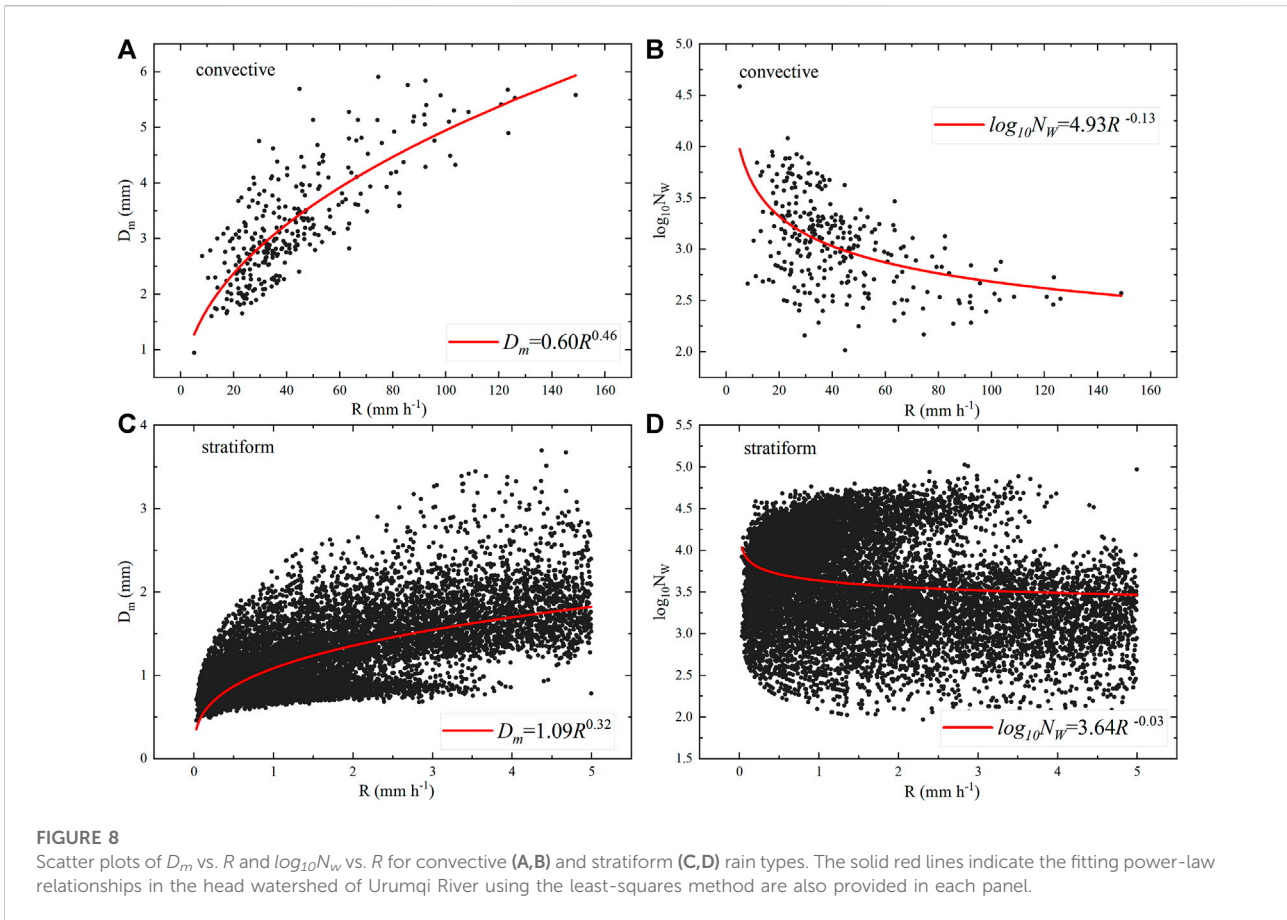 A
convective
6
5
4
3
2
1
D_m (mm)
0 20 40 60 80 100 120 140 160
R (mm h⁻¹)
D_m=0.60R^0.46
B
convective
5.0
4.5
4.0
3.5
3.0
2.5
2.0
log₁₀N_W
0 20 40 60 80 100 120 140 160
R (mm h⁻¹)
log₁₀N_W=4.93R^-0.13
C
stratiform
4
3
2
1
0
D_m (mm)
0 1 2 3 4 5
R (mm h⁻¹)
D_m=1.09R^0.32
D
stratiform
5.5
5.0
4.5
4.0
3.5
3.0
2.5
2.0
1.5
log₁₀N_W
0 1 2 3 4 5
R (mm h⁻¹)
log₁₀N_W=3.64R^-0.03
FIGURE 8
Scatter plots of D_m vs. R and log₁₀N_w vs. R for convective (A,B) and stratiform (C,D) rain types. The solid red lines indicate the fitting power-law
relationships in the head watershed of Urumqi River using the least-squares method are also provided in each panel.